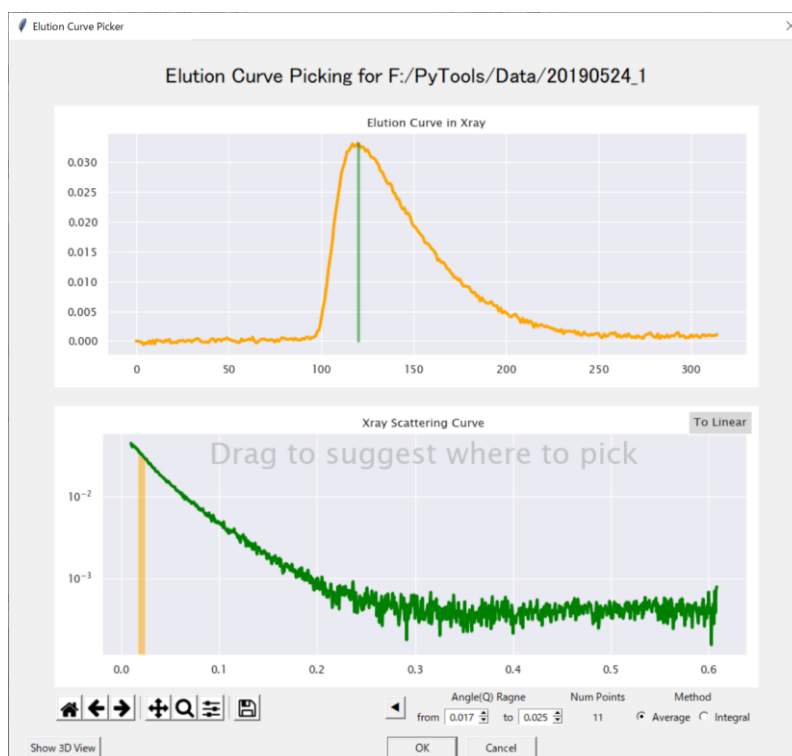 Elution Curve Picker
Elution Curve Picking for F:/PyTools/Data/20190524_1
Elution Curve in Xray
0.030
0.025
0.020
0.015
0.010
0.005
0.000
0 50 100 150 200 250 300
Xray Scattering Curve
To Linear
Drag to suggest where to pick
10⁻²
10⁻³
0.0 0.1 0.2 0.3 0.4 0.5 0.6
Angle(Q) Ragne Num Points Method
from 0.017 to 0.025 11 Average Integral
Show 3D View OK Cancel